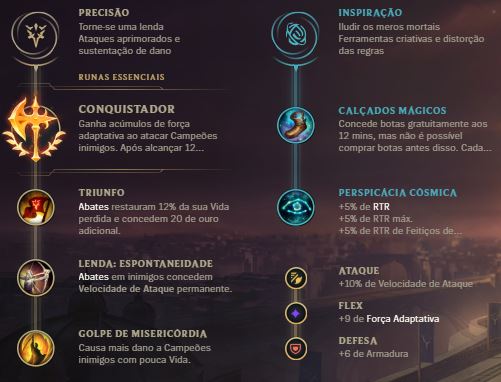 PRECISÃO
Torne-se uma lenda
Ataques aprimorados e
sustentação de dano
RUNAS ESSENCIAIS
CONQUISTADOR
Ganha acúmulos de força
adaptativa ao atacar Campeões
inimigos. Após alcançar 12...
TRIUNFO
Abates restauram 12% da sua Vida
perdida e concedem 20 de ouro
adicional.
LENDA: ESPONTANEIDADE
Abates em inimigos concedem
Velocidade de Ataque permanente.
GOLPE DE MISERICÓRDIA
Causa mais dano a Campeões
inimigos com pouca Vida.
INSPIRAÇÃO
Iludir os meros mortais
Ferramentas criativas e distorção
das regras
CALÇADOS MÁGICOS
Concede botas gratuitamente aos
12 mins, mas não é possível
comprar botas antes disso. Cada...
PERSPICÁCIA CÓSMICA
+5% de RTR
+5% de RTR máx.
+5% de RTR de Feitiços de...
ATAQUE
+10% de Velocidade de Ataque
FLEX
+9 de Força Adaptativa
DEFESA
+6 de Armadura